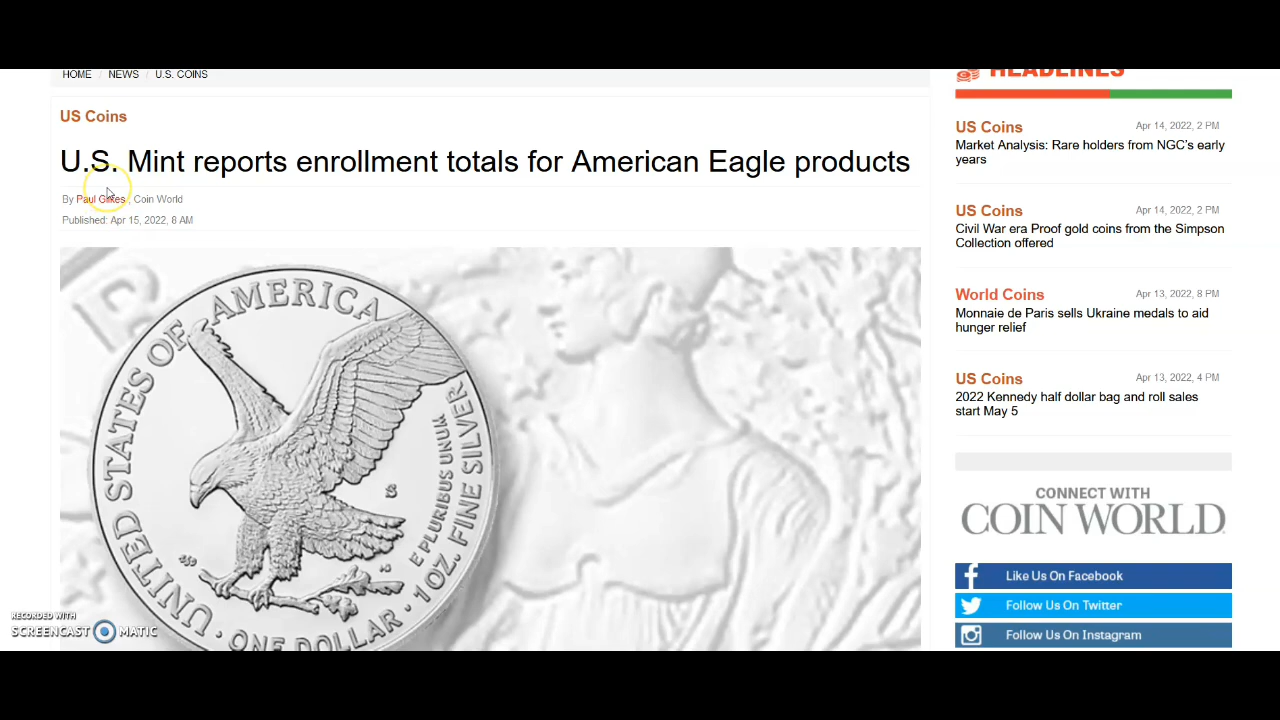 HOME / NEWS / U.S. COINS
US Coins
U.S. Mint reports enrollment totals for American Eagle products
By Paul Gilkes , Coin World
Published: Apr 15, 2022, 8 AM
UNITED STATES OF AMERICA
S
E PLURIBUS UNUM
1 OZ. FINE SILVER
· ONE DOLLAR ·
HEADLINES
US Coins Apr 14, 2022, 2 PM
Market Analysis: Rare holders from NGC's early
years
US Coins Apr 14, 2022, 2 PM
Civil War era Proof gold coins from the Simpson
Collection offered
World Coins Apr 13, 2022, 8 PM
Monnaie de Paris sells Ukraine medals to aid
hunger relief
US Coins Apr 13, 2022, 4 PM
2022 Kennedy half dollar bag and roll sales
start May 5
CONNECT WITH
COIN WORLD
Like Us On Facebook
Follow Us On Twitter
Follow Us On Instagram
RECORDED WITH
SCREENCAST MATIC